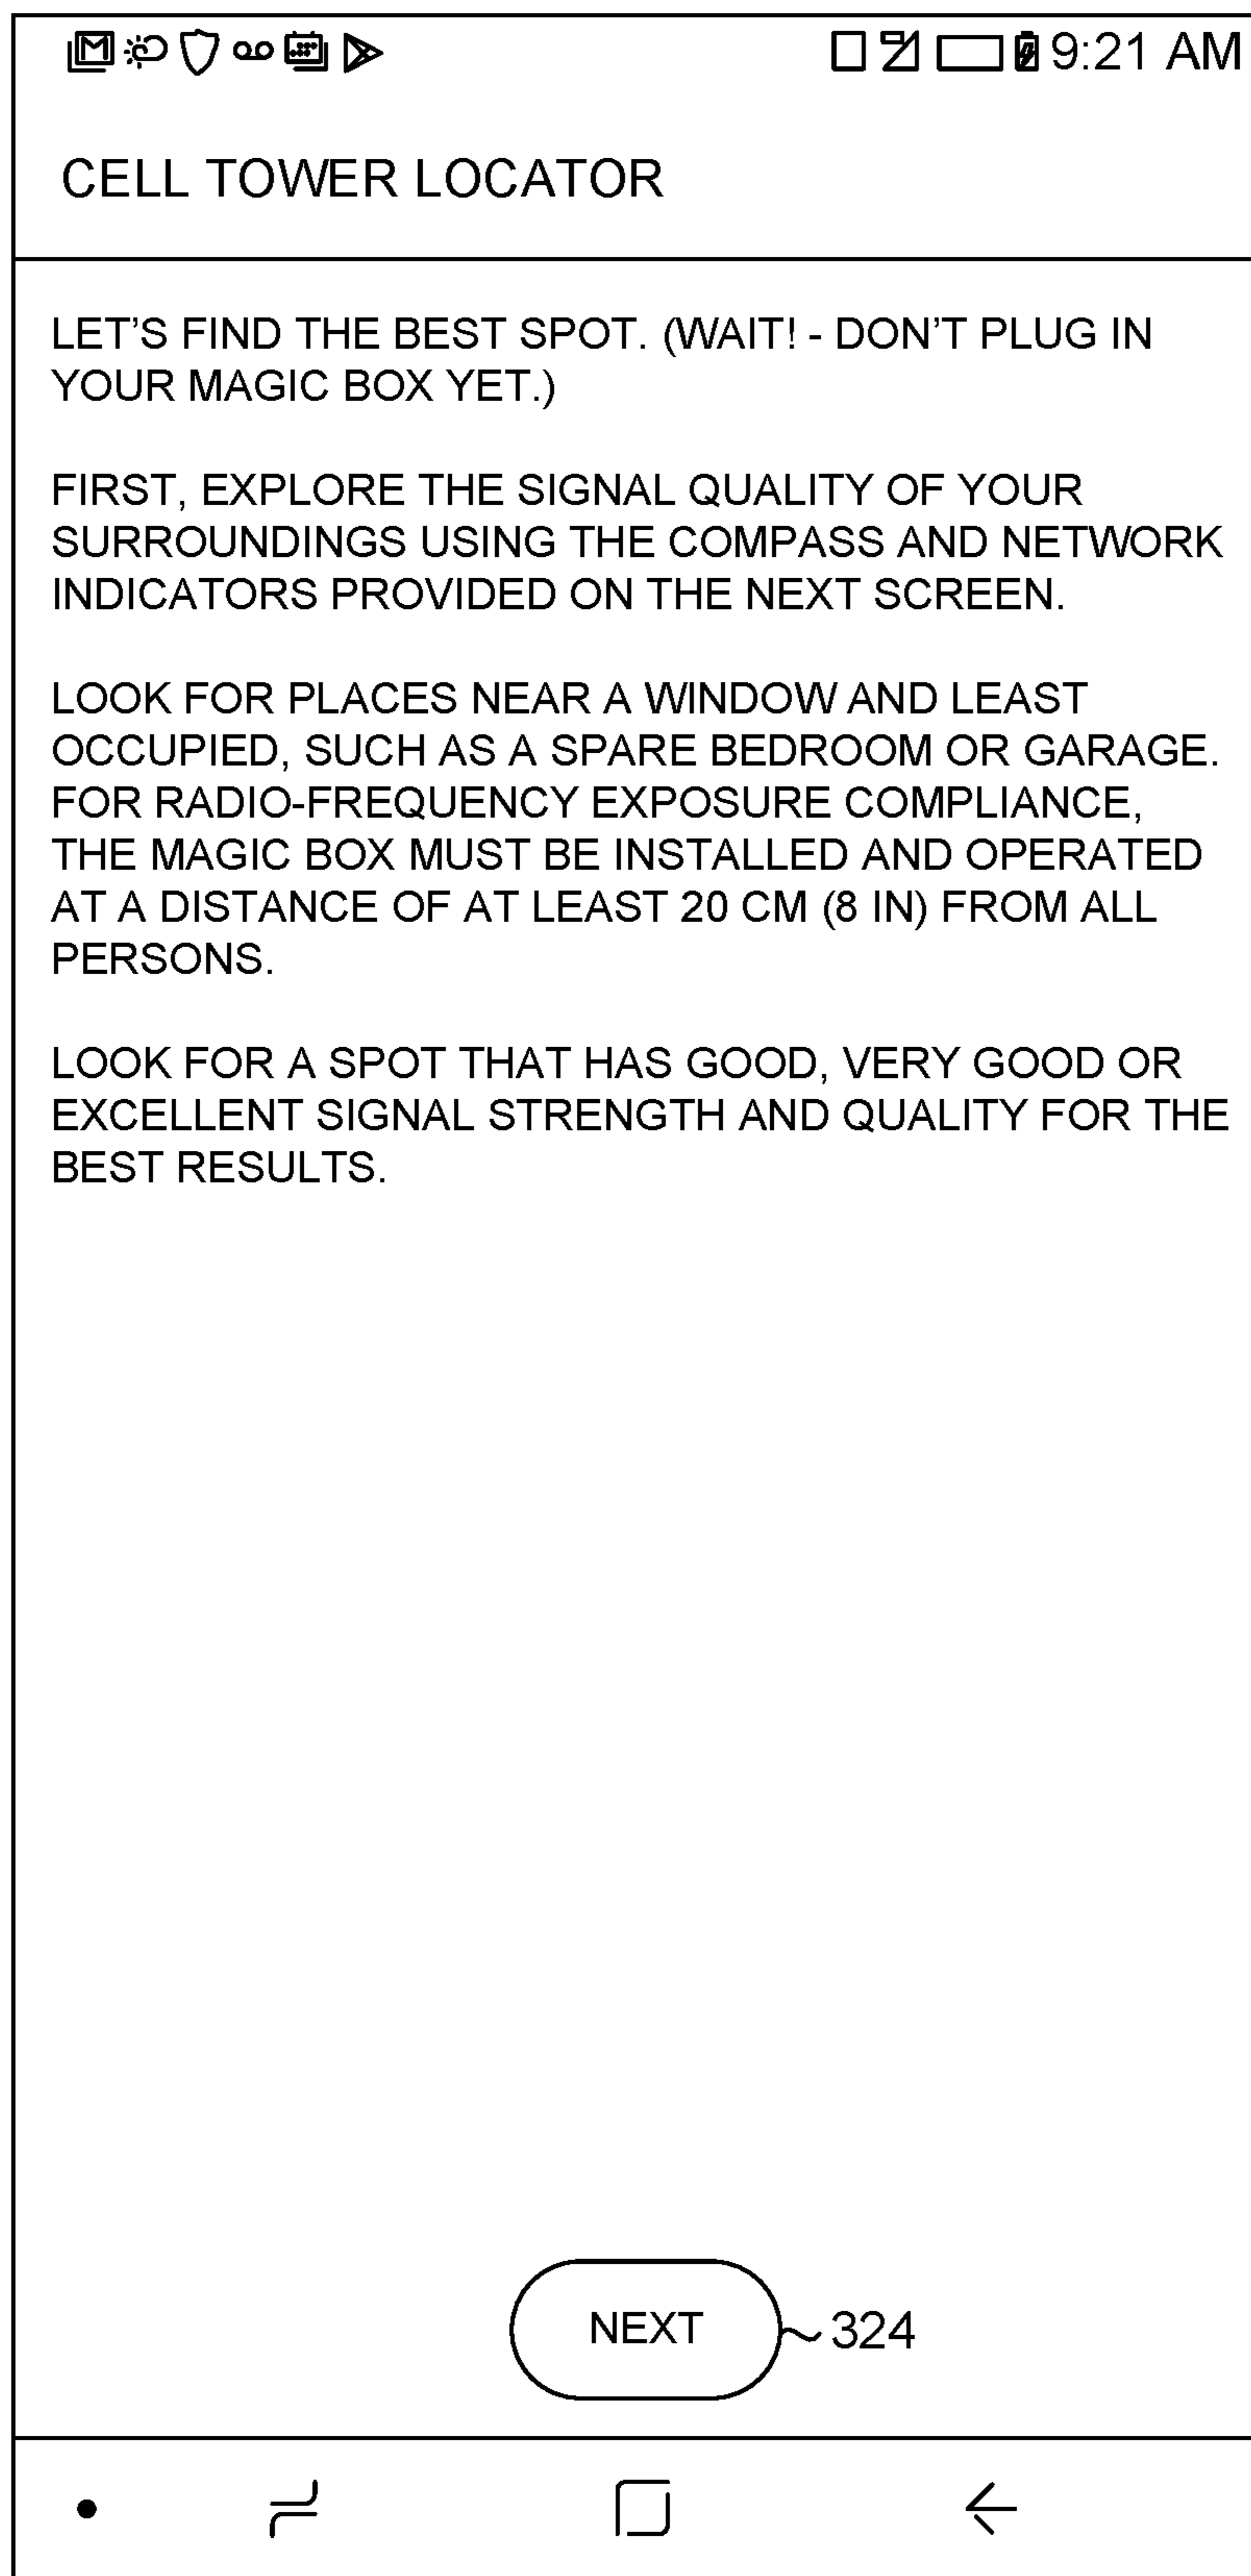 9:21 AM
CELL TOWER LOCATOR
LET'S FIND THE BEST SPOT. (WAIT! - DON'T PLUG IN
YOUR MAGIC BOX YET.)
FIRST, EXPLORE THE SIGNAL QUALITY OF YOUR
SURROUNDINGS USING THE COMPASS AND NETWORK
INDICATORS PROVIDED ON THE NEXT SCREEN.
LOOK FOR PLACES NEAR A WINDOW AND LEAST
OCCUPIED, SUCH AS A SPARE BEDROOM OR GARAGE.
FOR RADIO-FREQUENCY EXPOSURE COMPLIANCE,
THE MAGIC BOX MUST BE INSTALLED AND OPERATED
AT A DISTANCE OF AT LEAST 20 CM (8 IN) FROM ALL
PERSONS.
LOOK FOR A SPOT THAT HAS GOOD, VERY GOOD OR
EXCELLENT SIGNAL STRENGTH AND QUALITY FOR THE
BEST RESULTS.
NEXT 324